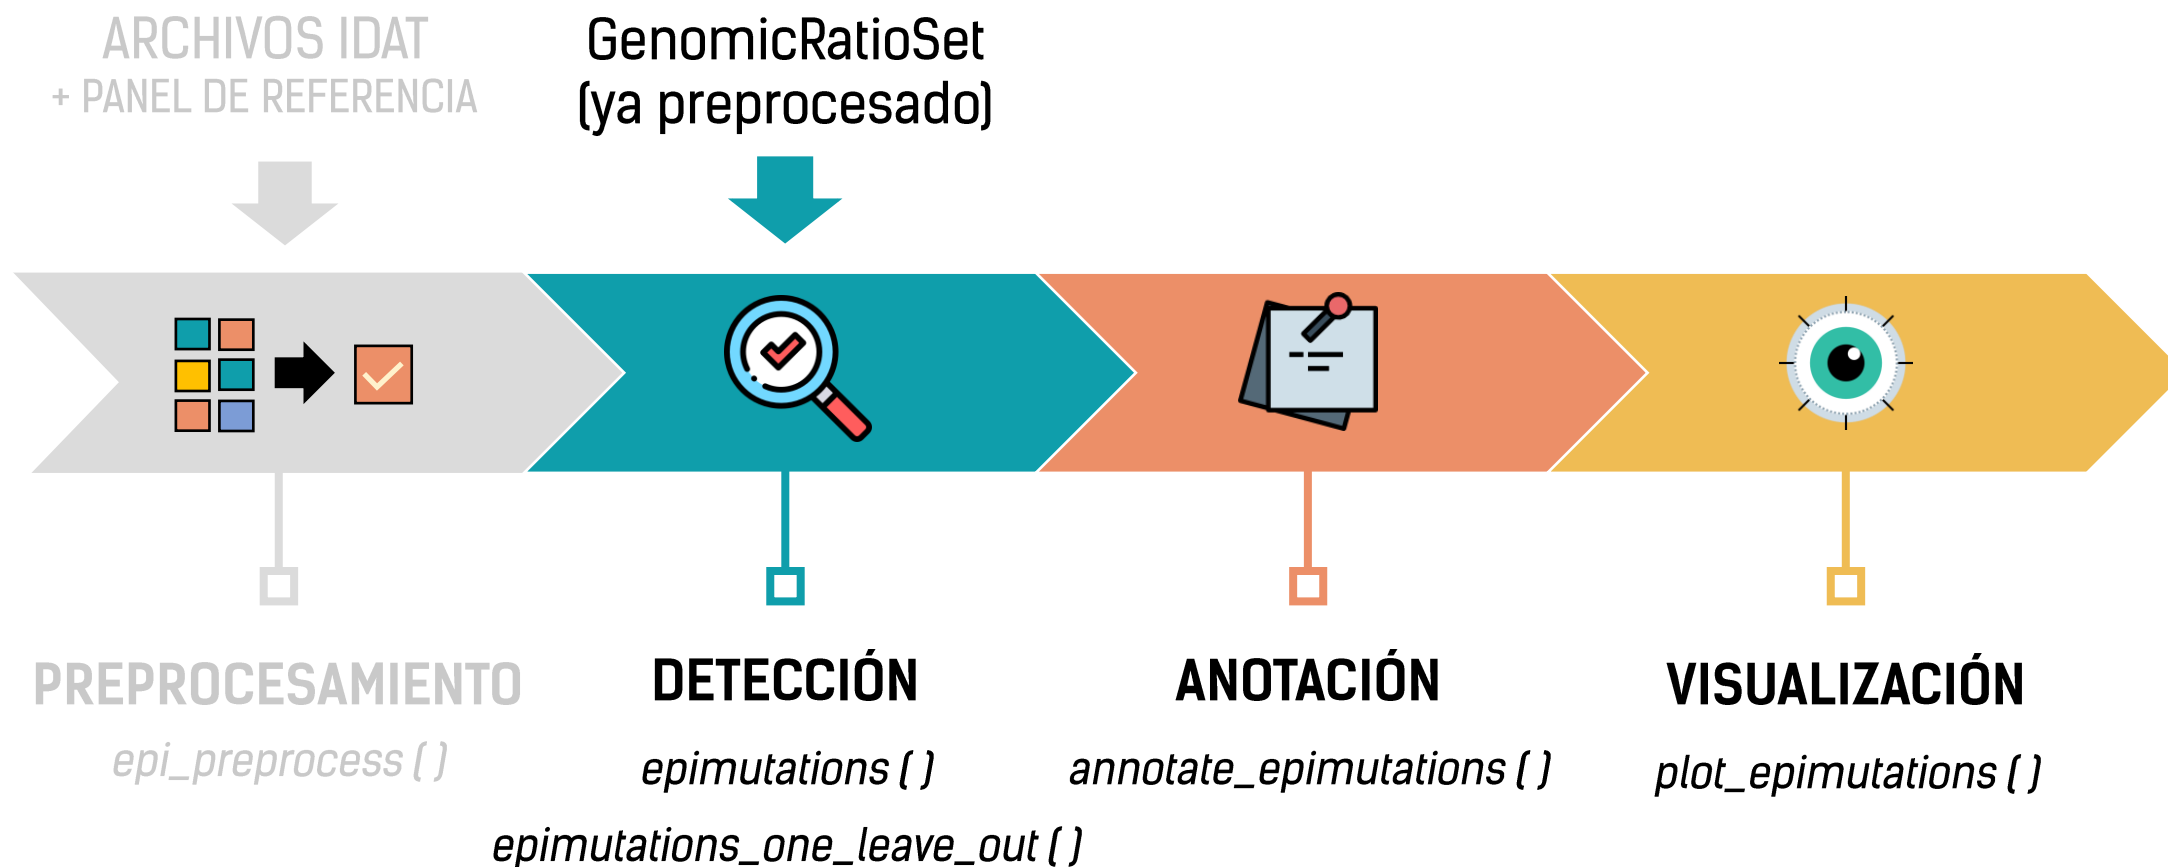 ARCHIVOS IDAT
+ PANEL DE REFERENCIA
GenomicRatioSet
(ya preprocesado)
PREPROCESAMIENTO
epi_preprocess ( )
DETECCIÓN
epimutations ( )
epimutations_one_leave_out ( )
ANOTACIÓN
annotate_epimutations ( )
VISUALIZACIÓN
plot_epimutations ( )